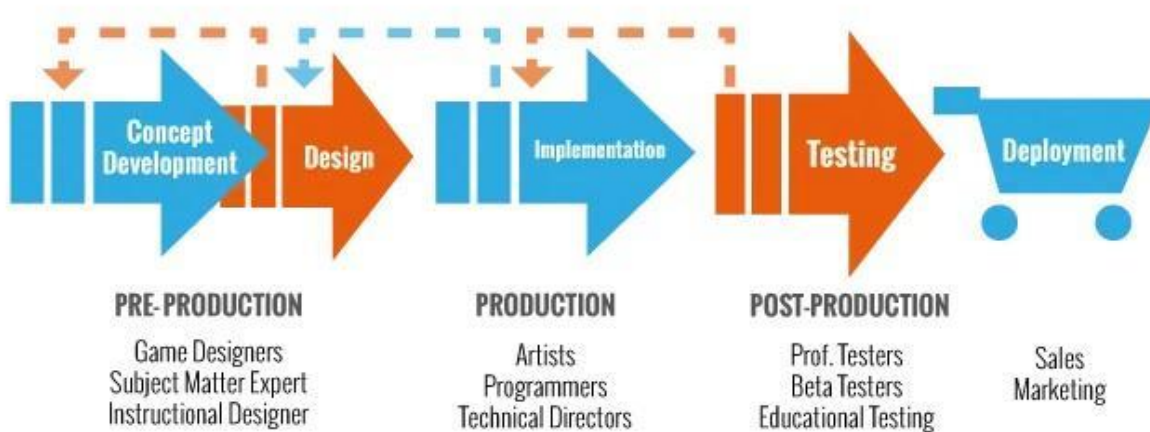 Concept
Development
Design
Implementation
Testing
Deployment
PRE-PRODUCTION
Game Designers
Subject Matter Expert
Instructional Designer
PRODUCTION
Artists
Programmers
Technical Directors
POST-PRODUCTION
Prof. Testers
Beta Testers
Educational Testing
Sales
Marketing